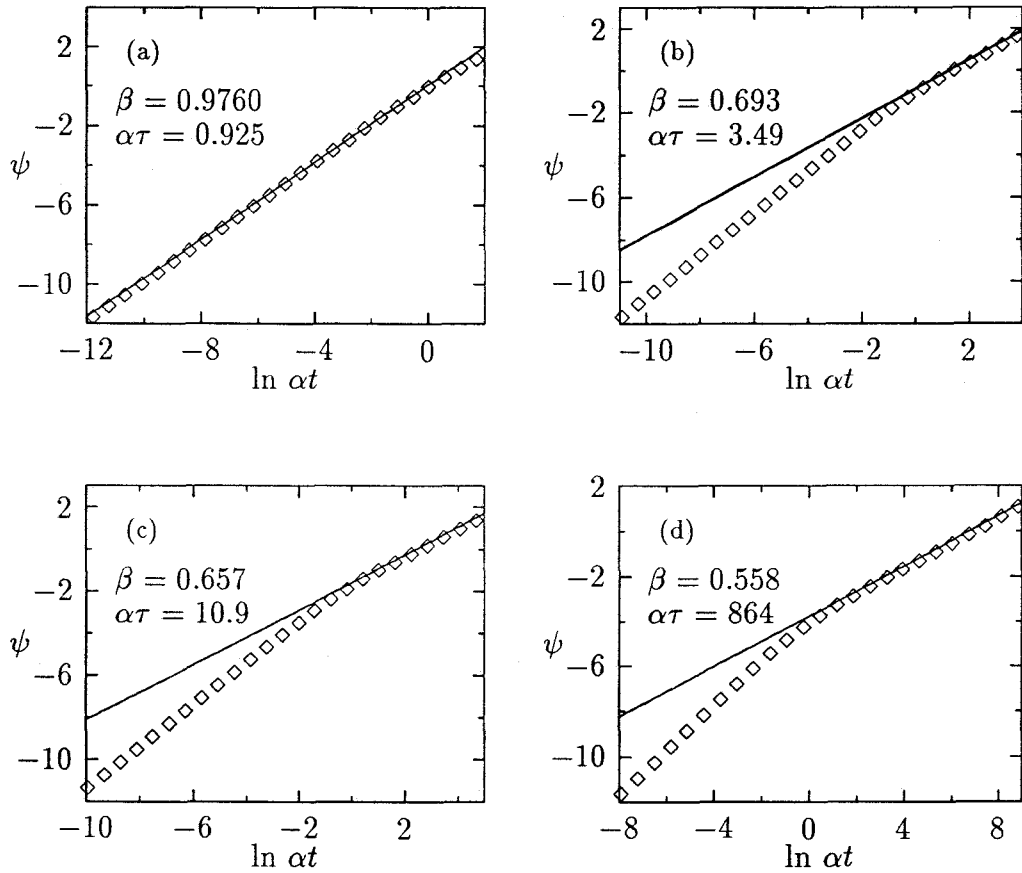 (a)
β = 0.9760
ατ = 0.925
2
−2
−6
−10
ψ
−12 −8 −4 0
ln αt
(b)
β = 0.693
ατ = 3.49
2
−2
−6
−10
ψ
−10 −6 −2 2
ln αt
(c)
β = 0.657
ατ = 10.9
2
−2
−6
−10
ψ
−10 −6 −2 2
ln αt
(d)
β = 0.558
ατ = 864
2
−2
−6
−10
ψ
−8 −4 0 4 8
ln αt